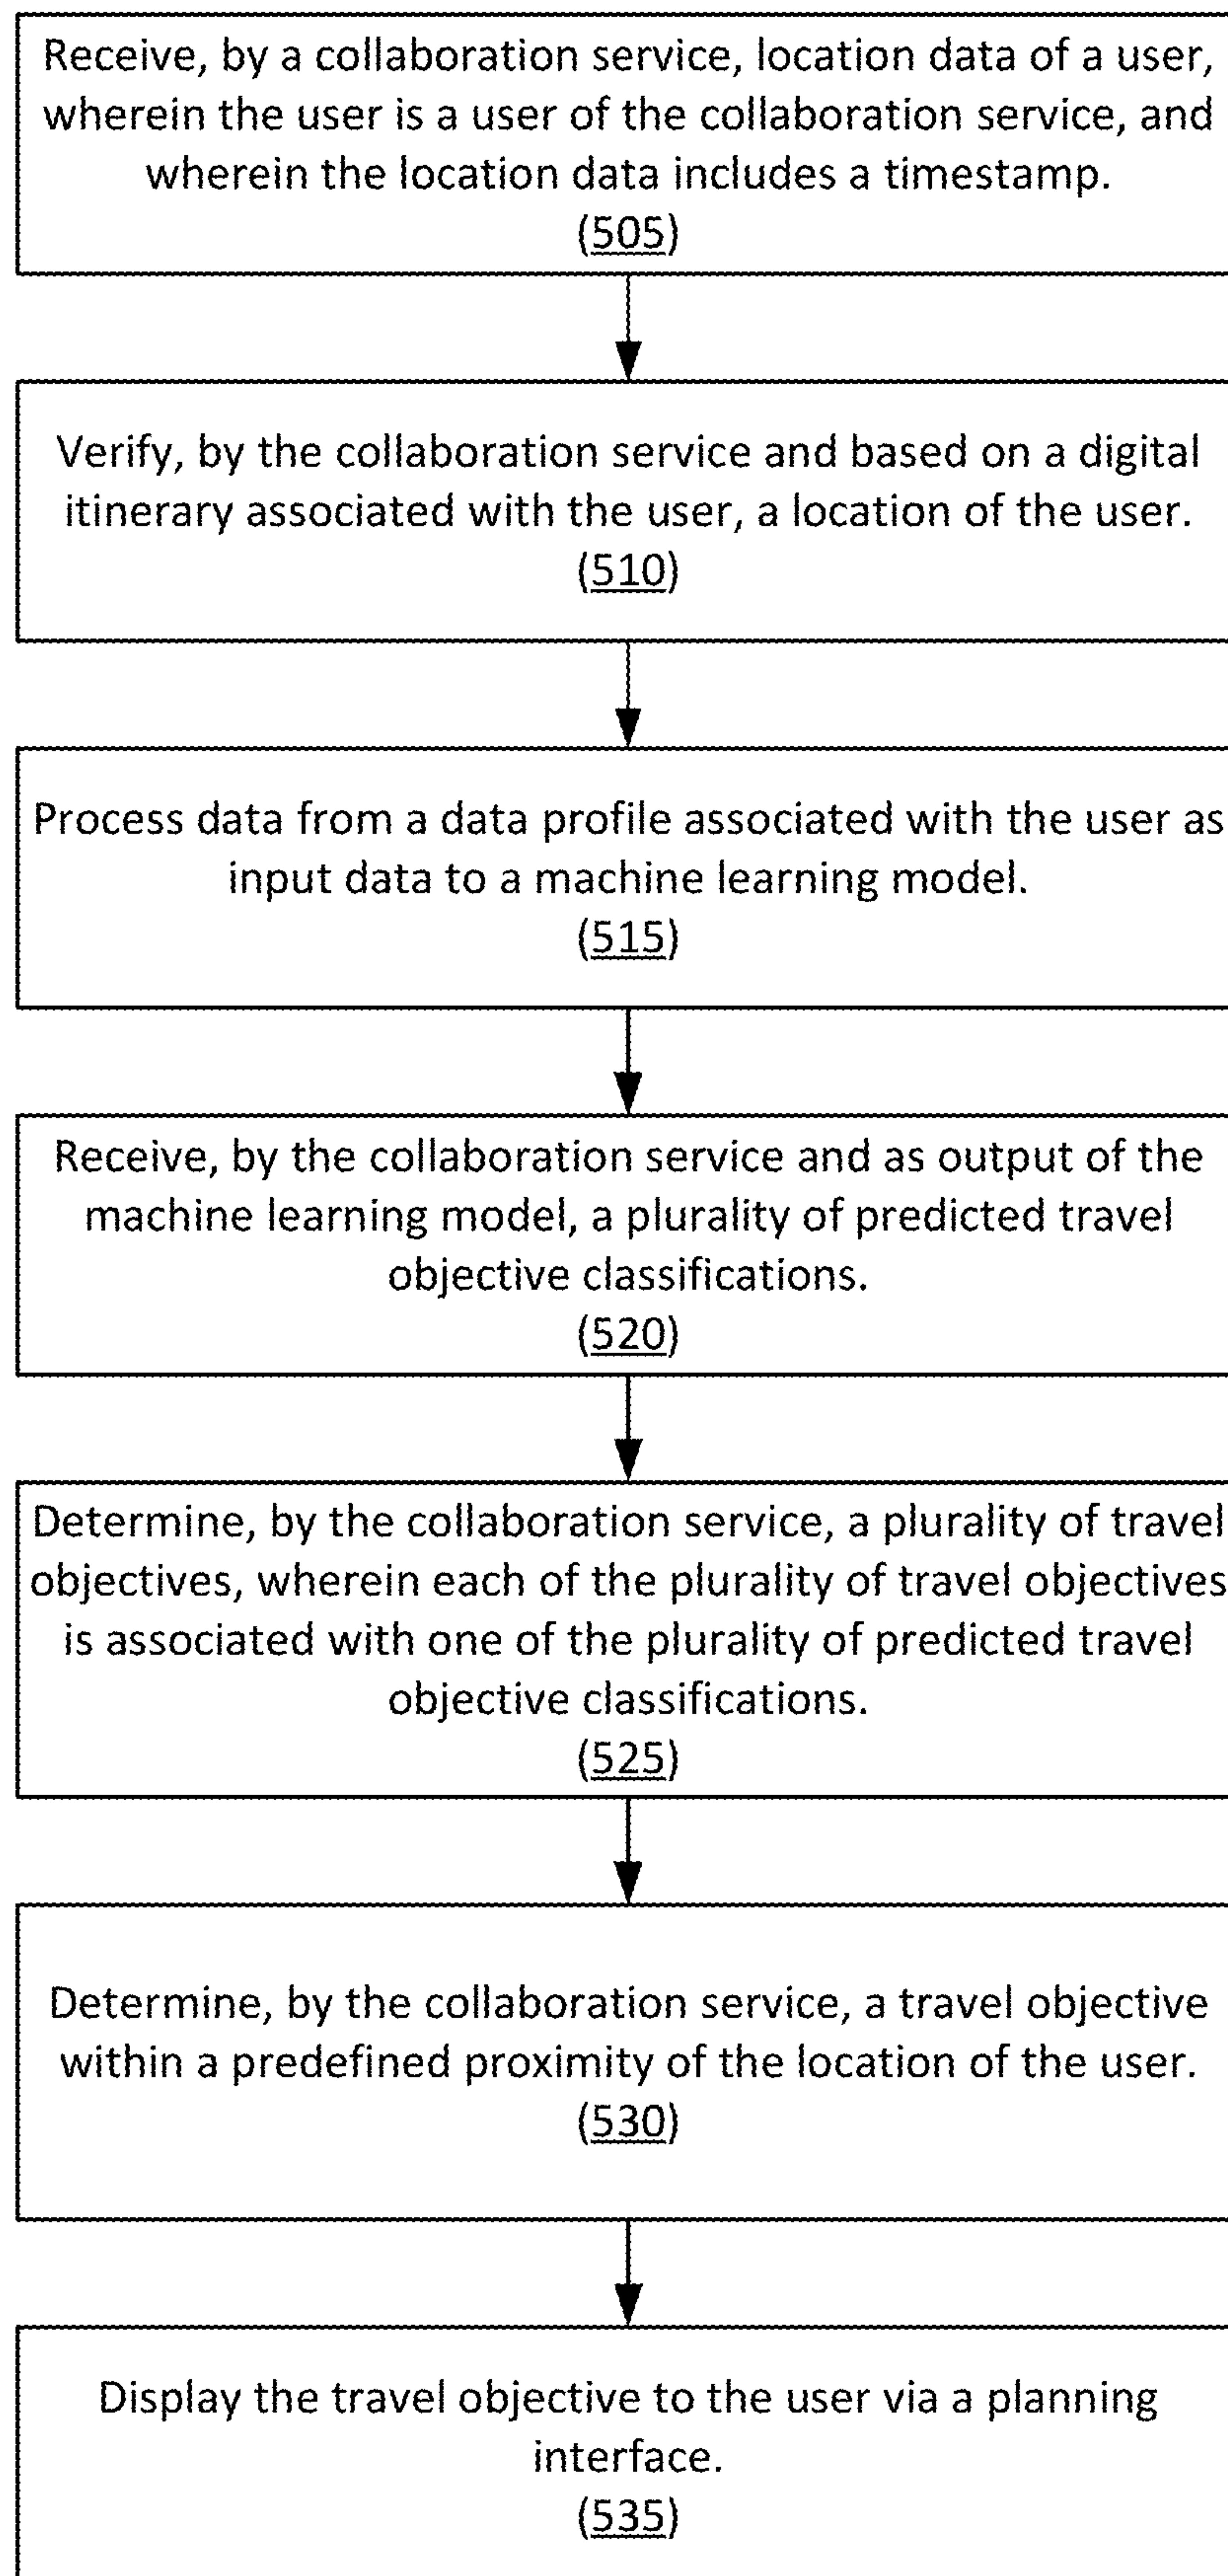 Receive, by a collaboration service, location data of a user,
wherein the user is a user of the collaboration service, and
wherein the location data includes a timestamp.
(505)
Verify, by the collaboration service and based on a digital
itinerary associated with the user, a location of the user.
(510)
Process data from a data profile associated with the user as
input data to a machine learning model.
(515)
Receive, by the collaboration service and as output of the
machine learning model, a plurality of predicted travel
objective classifications.
(520)
Determine, by the collaboration service, a plurality of travel
objectives, wherein each of the plurality of travel objectives
is associated with one of the plurality of predicted travel
objective classifications.
(525)
Determine, by the collaboration service, a travel objective
within a predefined proximity of the location of the user.
(530)
Display the travel objective to the user via a planning
interface.
(535)